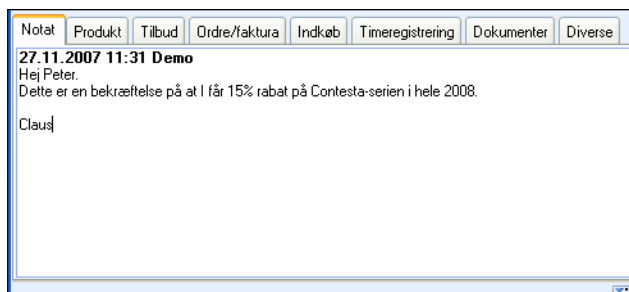 Notat Produkt Tilbud Ordre/faktura Indkøb Timeregistrering Dokumenter Diverse
27.11.2007 11:31 Demo
Hej Peter.
Dette er en bekræftelse på at I får 15% rabat på Contesta-serien i hele 2008.
Claus